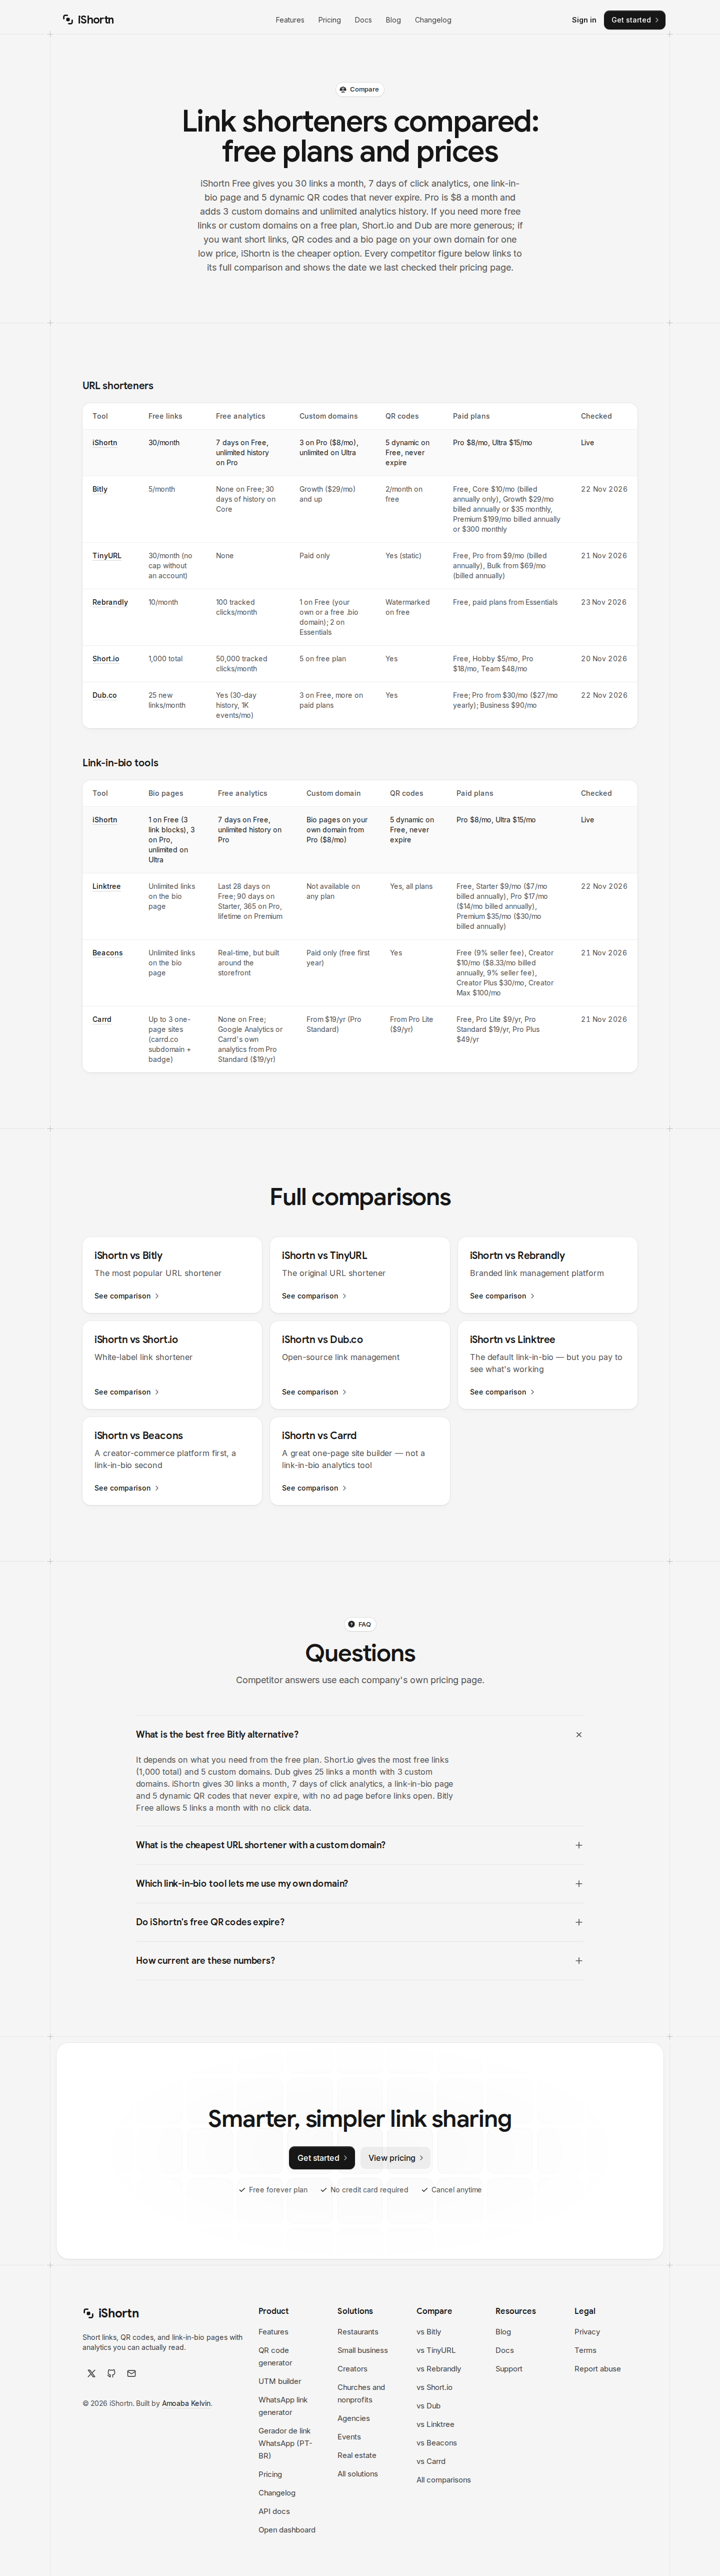 iShortn
Features Pricing Docs Blog Changelog
Sign in Get started
Compare
Link shorteners compared:
free plans and prices
iShortn Free gives you 30 links a month, 7 days of click analytics, one link-in-
bio page and 5 dynamic QR codes that never expire. Pro is $8 a month and
adds 3 custom domains and unlimited analytics history. If you need more free
links or custom domains on a free plan, Short.io and Dub are more generous; if
you want short links, QR codes and a bio page on your own domain for one
low price, iShortn is the cheaper option. Every competitor figure below links to
its full comparison and shows the date we last checked their pricing page.
URL shorteners
Tool Free links Free analytics Custom domains QR codes Paid plans Checked
iShortn 30/month 7 days on Free, 3 on Pro ($8/mo), 5 dynamic on Pro $8/mo, Ultra $15/mo Live
unlimited history unlimited on Ultra Free, never
on Pro expire
Bitly 5/month None on Free; 30 Growth ($29/mo) 2/month on Free, Core $10/mo (billed 22 Nov 2026
days of history on and up free annually only), Growth $29/mo
Core billed annually or $35 monthly,
Premium $199/mo billed annually
or $300 monthly
TinyURL 30/month (no None Paid only Yes (static) Free, Pro from $9/mo (billed 21 Nov 2026
cap without annually), Bulk from $69/mo
an account) (billed annually)
Rebrandly 10/month 100 tracked 1 on Free (your Watermarked Free, paid plans from Essentials 23 Nov 2026
clicks/month own or a free .bio on free
domain); 2 on
Essentials
Short.io 1,000 total 50,000 tracked 5 on free plan Yes Free, Hobby $5/mo, Pro 20 Nov 2026
clicks/month $18/mo, Team $48/mo
Dub.co 25 new Yes (30-day 3 on Free, more on Yes Free; Pro from $30/mo ($27/mo 22 Nov 2026
links/month history, 1K paid plans yearly); Business $90/mo
events/mo)
Link-in-bio tools
Tool Bio pages Free analytics Custom domain QR codes Paid plans Checked
iShortn 1 on Free (3 7 days on Free, Bio pages on your 5 dynamic on Pro $8/mo, Ultra $15/mo Live
link blocks), 3 unlimited history on own domain from Free, never
on Pro, Pro Pro ($8/mo) expire
unlimited on
Ultra
Linktree Unlimited links Last 28 days on Not available on Yes, all plans Free, Starter $9/mo ($7/mo 22 Nov 2026
on the bio Free; 90 days on any plan billed annually), Pro $17/mo
page Starter, 365 on Pro, ($14/mo billed annually),
lifetime on Premium Premium $35/mo ($30/mo
billed annually)
Beacons Unlimited links Real-time, but built Paid only (free first Yes Free (9% seller fee), Creator 21 Nov 2026
on the bio around the year) $10/mo ($8.33/mo billed
page storefront annually, 9% seller fee),
Creator Plus $30/mo, Creator
Max $100/mo
Carrd Up to 3 one- None on Free; From $19/yr (Pro From Pro Lite Free, Pro Lite $9/yr, Pro 21 Nov 2026
page sites Google Analytics or Standard) ($9/yr) Standard $19/yr, Pro Plus
(carrd.co Carrd's own $49/yr
subdomain + analytics from Pro
badge) Standard ($19/yr)
Full comparisons
iShortn vs Bitly iShortn vs TinyURL iShortn vs Rebrandly
The most popular URL shortener The original URL shortener Branded link management platform
See comparison See comparison See comparison
iShortn vs Short.io iShortn vs Dub.co iShortn vs Linktree
White-label link shortener Open-source link management The default link-in-bio — but you pay to
see what's working
See comparison See comparison See comparison
iShortn vs Beacons iShortn vs Carrd
A creator-commerce platform first, a A great one-page site builder — not a
link-in-bio second link-in-bio analytics tool
See comparison See comparison
FAQ
Questions
Competitor answers use each company's own pricing page.
What is the best free Bitly alternative?
It depends on what you need from the free plan. Short.io gives the most free links
(1,000 total) and 5 custom domains. Dub gives 25 links a month with 3 custom
domains. iShortn gives 30 links a month, 7 days of click analytics, a link-in-bio page
and 5 dynamic QR codes that never expire, with no ad page before links open. Bitly
Free allows 5 links a month with no click data.
What is the cheapest URL shortener with a custom domain?
Which link-in-bio tool lets me use my own domain?
Do iShortn's free QR codes expire?
How current are these numbers?
Smarter, simpler link sharing
Get started View pricing
Free forever plan No credit card required Cancel anytime
iShortn
Short links, QR codes, and link-in-bio pages with
analytics you can actually read.
© 2026 iShortn. Built by Amoaba Kelvin.
Product
Features
QR code
generator
UTM builder
WhatsApp link
generator
Gerador de link
WhatsApp (PT-
BR)
Pricing
Changelog
API docs
Open dashboard
Solutions
Restaurants
Small business
Creators
Churches and
nonprofits
Agencies
Events
Real estate
All solutions
Compare
vs Bitly
vs TinyURL
vs Rebrandly
vs Short.io
vs Dub
vs Linktree
vs Beacons
vs Carrd
All comparisons
Resources
Blog
Docs
Support
Legal
Privacy
Terms
Report abuse